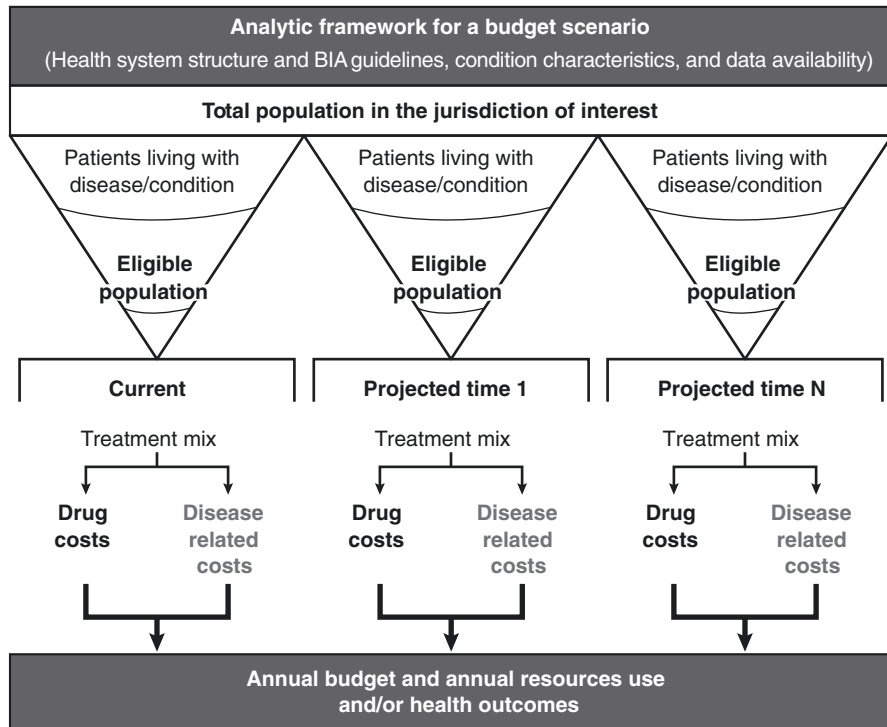 Analytic framework for a budget scenario
(Health system structure and BIA guidelines, condition characteristics, and data availability)
Total population in the jurisdiction of interest
Patients living with
disease/condition
Eligible
population
Current
Treatment mix
Drug
costs
Disease
related
costs
Patients living with
disease/condition
Eligible
population
Projected time 1
Treatment mix
Drug
costs
Disease
related
costs
Patients living with
disease/condition
Eligible
population
Projected time N
Treatment mix
Drug
costs
Disease
related
costs
Annual budget and annual resources use
and/or health outcomes